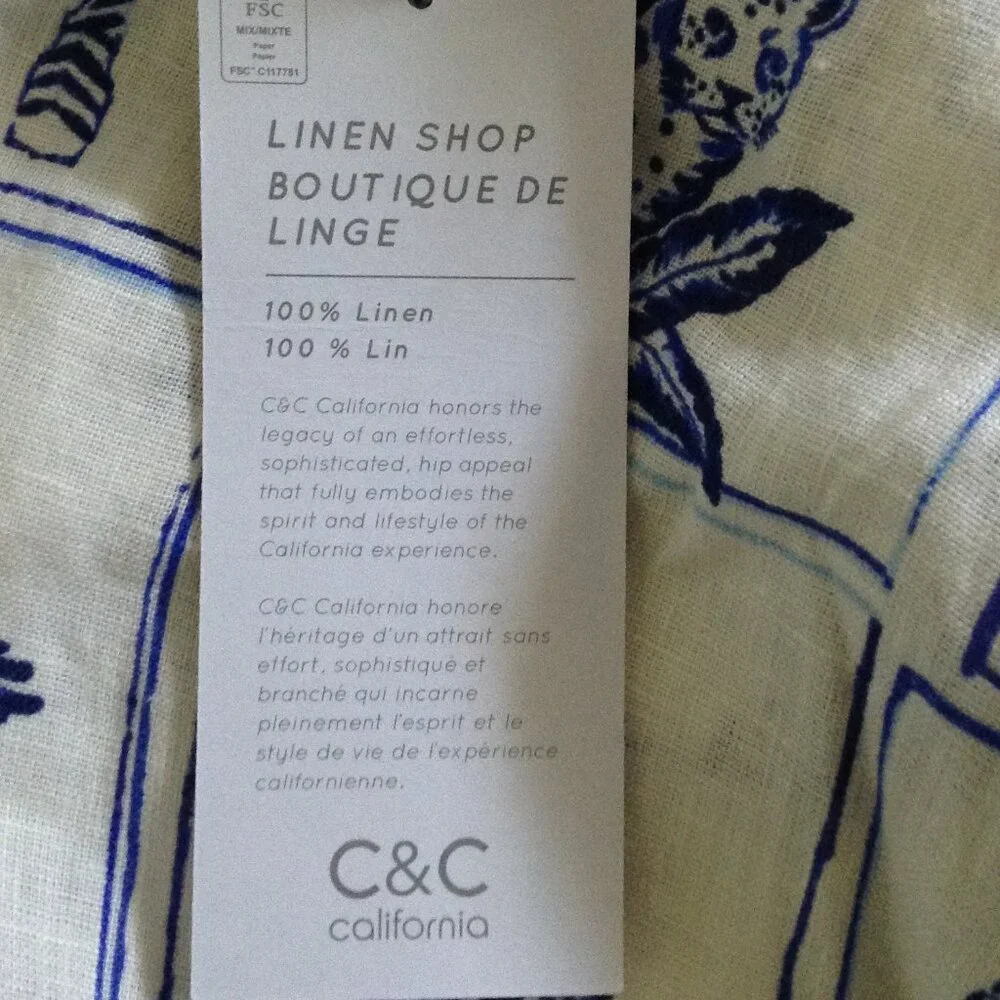 FSC
MIX/MIXTE
Paper
Papier
FSC™ C117781
LINEN SHOP
BOUTIQUE DE
LINGE
100% Linen
100 % Lin
C&C California honors the
legacy of an effortless,
sophisticated, hip appeal
that fully embodies the
spirit and lifestyle of the
California experience.
C&C California honore
l'héritage d'un attrait sans
effort, sophistiqué et
branché qui incarne
pleinement l'esprit et le
style de vie de l'expérience
californienne.
C&C
california